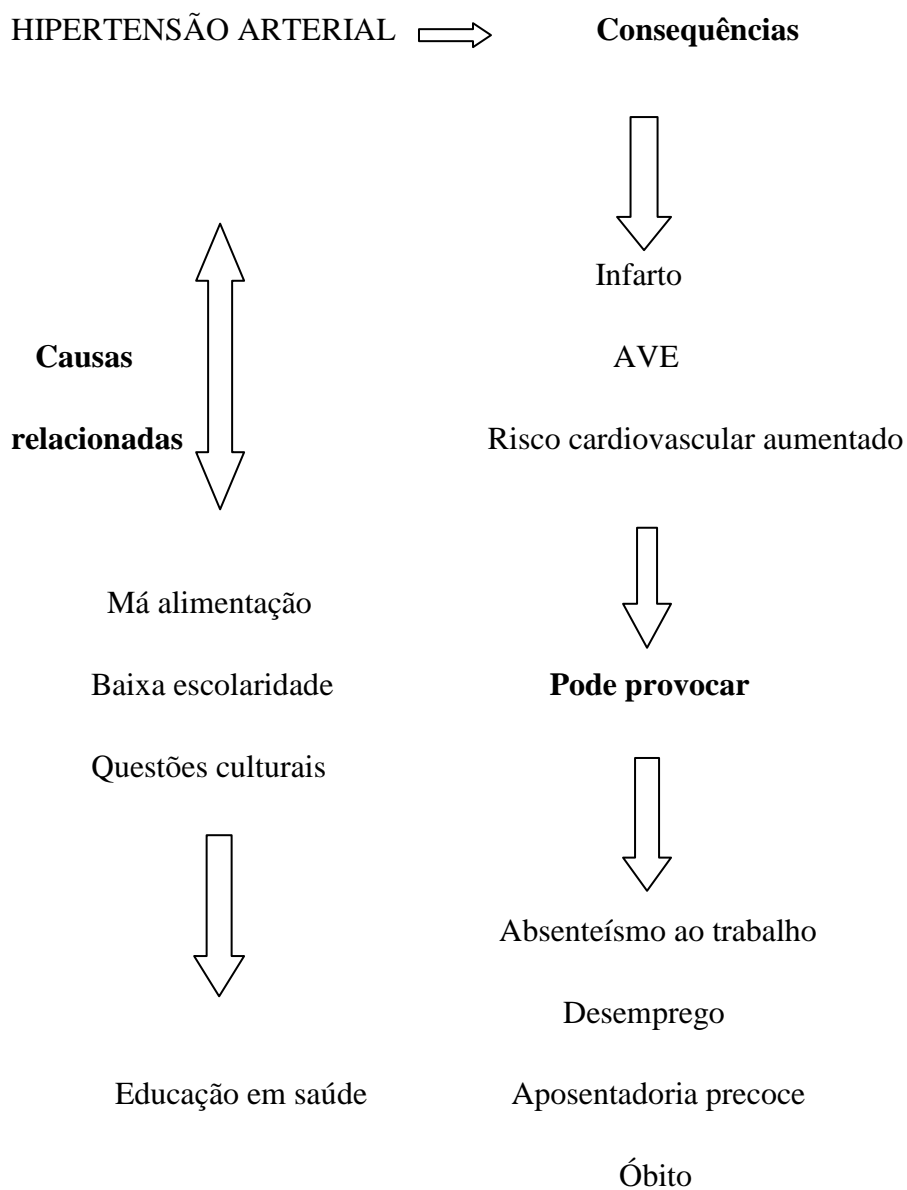 HIPERTENSÃO ARTERIAL
Consequências
Causas
relacionadas
Má alimentação
Baixa escolaridade
Questões culturais
Educação em saúde
Infarto
AVE
Risco cardiovascular aumentado
Pode provocar
Absenteísmo ao trabalho
Desemprego
Aposentadoria precoce
Óbito